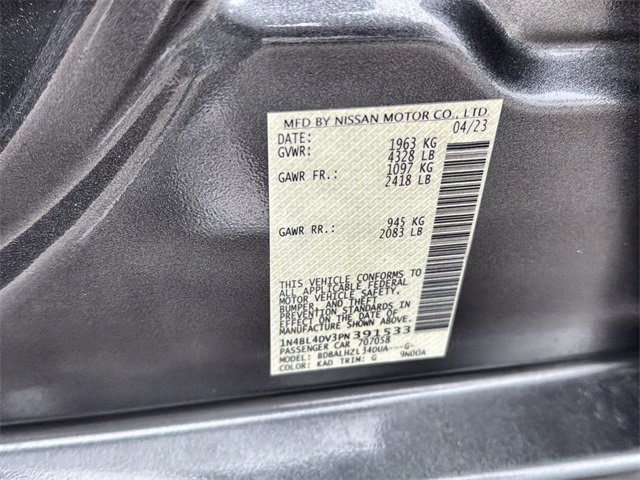 MFD BY NISSAN MOTOR CO., LTD.
DATE: 04/23
GVWR: 1963 KG
4328 LB
GAWR FR.: 1097 KG
2418 LB
GAWR RR.: 945 KG
2083 LB
THIS VEHICLE CONFORMS TO
ALL APPLICABLE FEDERAL
MOTOR VEHICLE SAFETY,
BUMPER, AND THEFT
PREVENTION STANDARDS IN
EFFECT ON THE DATE OF
MANUFACTURE SHOWN ABOVE.
1N4BL4DV3PN391533
PASSENGER CAR 707058
MODEL: BDBALHZL34OUA---G-
COLOR: KAD TRIM: G 9N00A